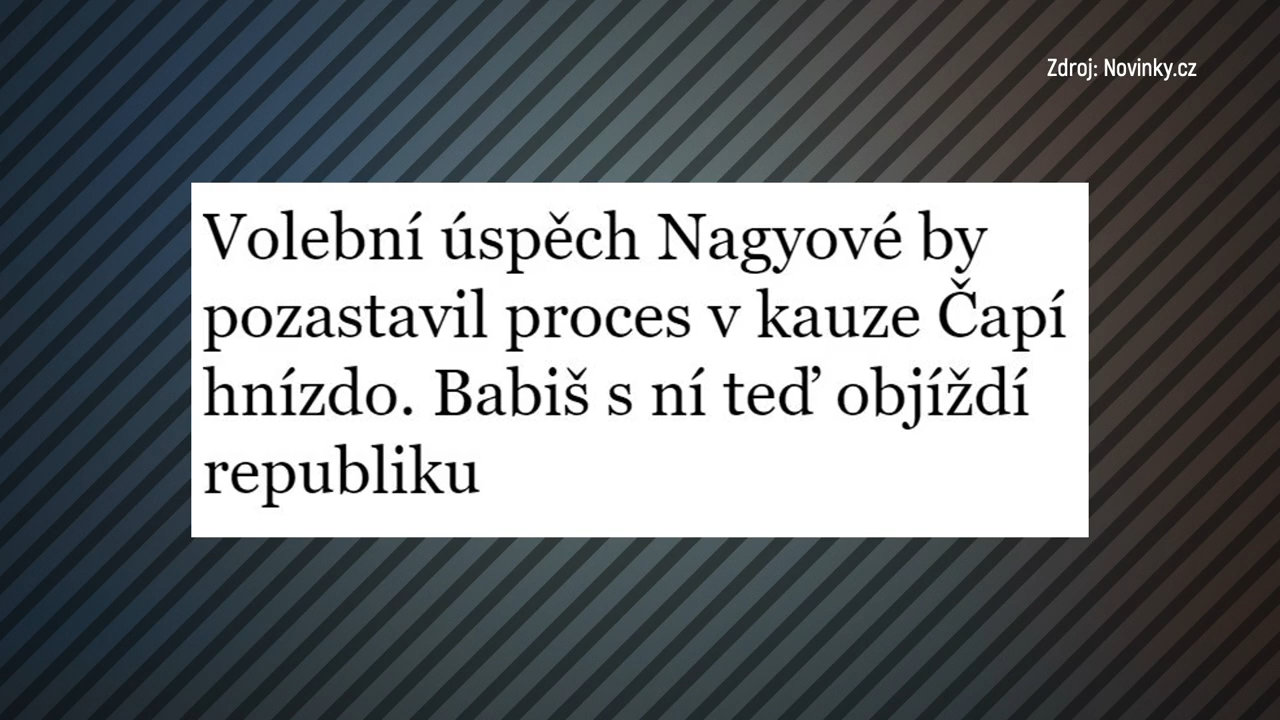 Zdroj: Novinky.cz
Volební úspěch Nagyové by
pozastavil proces v kauze Čapí
hnízdo. Babiš s ní teď objíždí
republiku